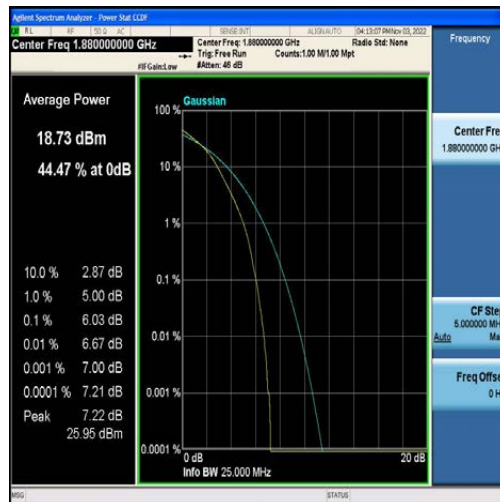 Agilent Spectrum Analyzer - Power Stat CCDF
RL RF 50 Ω AC SENSE:INT ALIGNAUTO 04:13:07 PM Nov 03, 2022
Center Freq 1.880000000 GHz
Center Freq: 1.880000000 GHz Radio Std: None
Trig: Free Run Counts:1.00 M/1.00 Mpt
#IFGain:Low #Atten: 46 dB
Frequency
Average Power
18.73 dBm
44.47 % at 0dB
10.0 % 2.87 dB
1.0 % 5.00 dB
0.1 % 6.03 dB
0.01 % 6.67 dB
0.001 % 7.00 dB
0.0001 % 7.21 dB
Peak 7.22 dB
25.95 dBm
Gaussian
100 %
10 %
1 %
0.1 %
0.01 %
0.001 %
0.0001 %
0 dB 20 dB
Info BW 25.000 MHz
Center Fre
1.880000000 GH
CF Ste
5.000000 MH
Auto Ma
Freq Offse
0 H
MSG STATUS